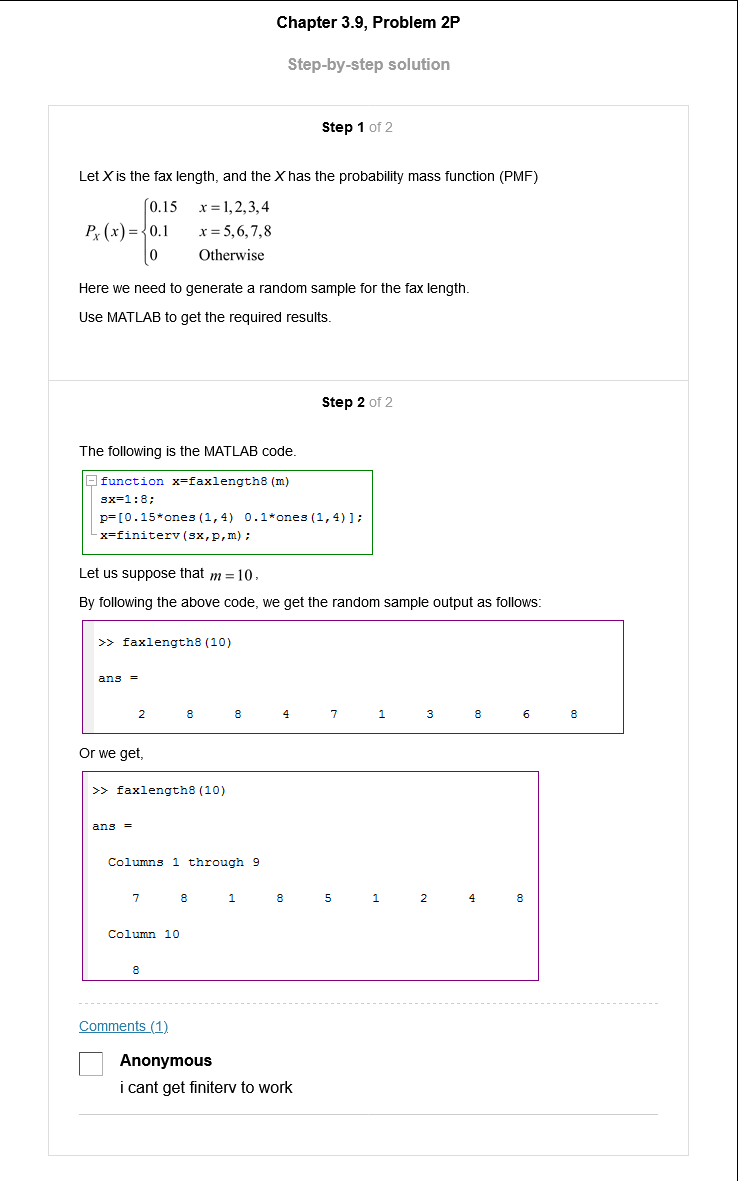 Chapter 3.9, Problem 2P
Step-by-step solution
Step 1 of 2
Let X is the fax length, and the X has the probability mass function (PMF)
0.15 x = 1,2,3,4
P_X (x) = { 0.1 x = 5,6,7,8
0 Otherwise
Here we need to generate a random sample for the fax length.
Use MATLAB to get the required results.
Step 2 of 2
The following is the MATLAB code.
function x=faxlength8(m)
sx=1:8;
p=[0.15*ones(1,4) 0.1*ones(1,4)];
x=finiterv(sx,p,m);
Let us suppose that m = 10,
By following the above code, we get the random sample output as follows:
>> faxlength8(10)
ans =
2 8 8 4 7 1 3 8 6 8
Or we get,
>> faxlength8(10)
ans =
Columns 1 through 9
7 8 1 8 5 1 2 4 8
Column 10
8
Comments (1)
Anonymous
i cant get finiterv to work